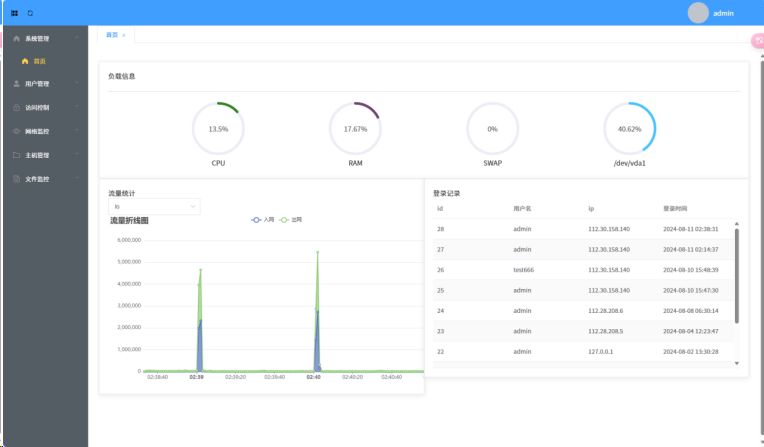 admin
系统管理
首页
用户管理
访问控制
网络监控
主机管理
文件监控
首页 ×
负载信息
13.5% 17.67% 0% 40.62%
CPU RAM SWAP /dev/vda1
流量统计
lo
流量折线图
入网 出网
6,000,000
5,000,000
4,000,000
3,000,000
2,000,000
1,000,000
0
02:38:40 02:39 02:39:20 02:39:40 02:40 02:40:20 02:40:40
登录记录
id 用户名 ip 登录时间
28 admin 112.30.158.140 2024-08-11 02:38:31
27 admin 112.30.158.140 2024-08-11 02:14:37
26 test666 112.30.158.140 2024-08-10 15:48:39
25 admin 112.30.158.140 2024-08-10 15:47:30
24 admin 112.28.208.6 2024-08-08 06:30:14
23 admin 112.28.208.5 2024-08-04 12:23:47
22 admin 127.0.0.1 2024-08-02 13:30:28